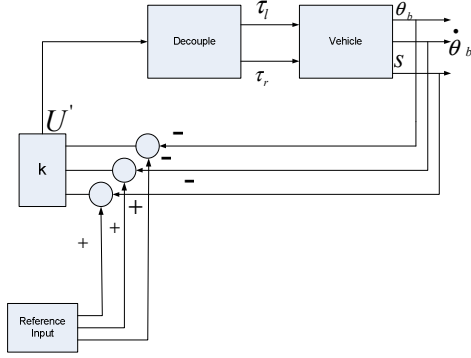 τ_l
θ_b
Decouple
Vehicle
θ̇_b
τ_r
s
U'
-
-
k
-
+
+
+
Reference
Input